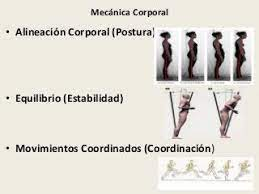 Mecánica Corporal
• Alineación Corporal (Postura)
• Equilibrio (Estabilidad)
• Movimientos Coordinados (Coordinación)